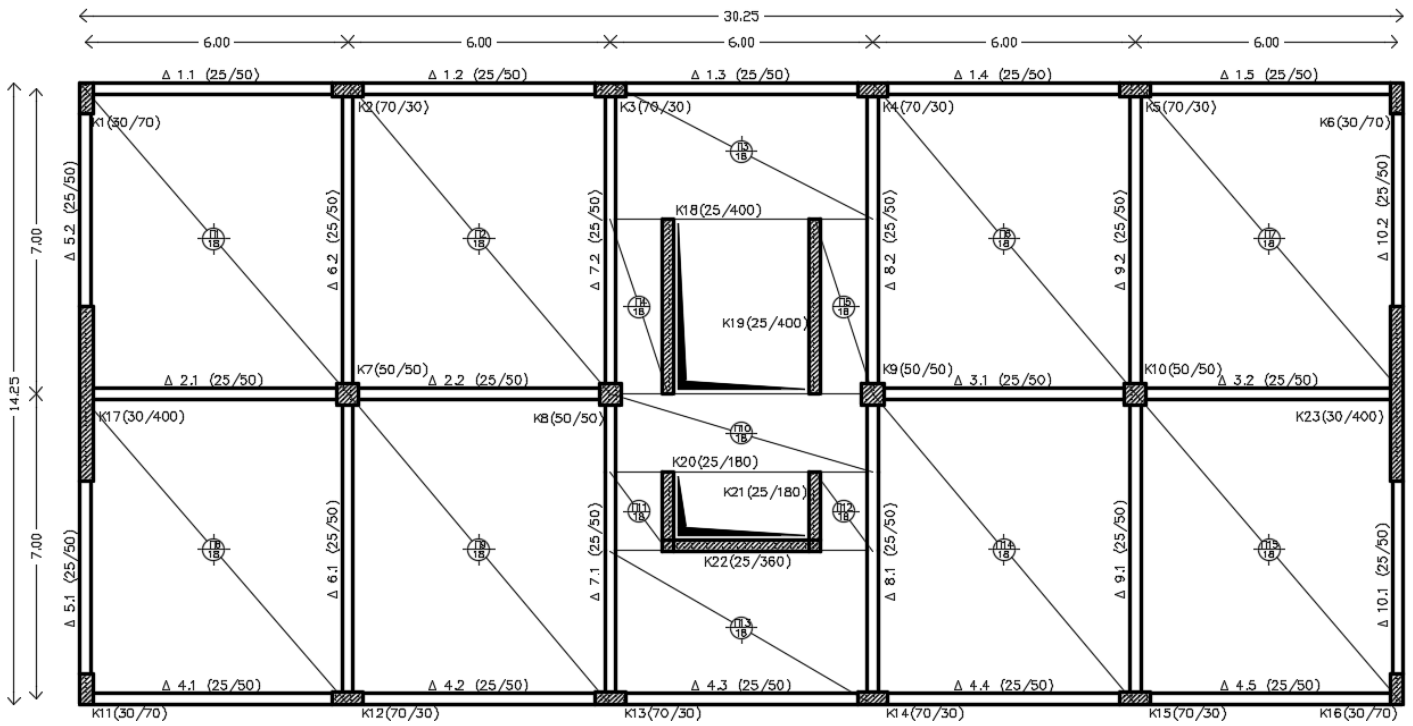 30.25
6.00 6.00 6.00 6.00 6.00
Δ 1.1 (25/50) Δ 1.2 (25/50) Δ 1.3 (25/50) Δ 1.4 (25/50) Δ 1.5 (25/50)
K1(30/70) K2(70/30) K3(70/30) K4(70/30) K5(70/30) K6(30/70)
Π3
18
7.00
Δ 5.2 (25/50)
Π1
18
Δ 6.2 (25/50)
Π2
18
Δ 7.2 (25/50)
K18(25/400)
Δ 8.2 (25/50)
Π6
18
Δ 9.2 (25/50)
Π7
18
Δ 10.2 (25/50)
Π4
18
K19(25/400)
Π5
18
14.25
Δ 2.1 (25/50) K7(50/50) Δ 2.2 (25/50) K9(50/50) Δ 3.1 (25/50) K10(50/50) Δ 3.2 (25/50)
K17(30/400) K8(50/50) K23(30/400)
Π10
18
K20(25/180)
K21(25/180)
Π11
18
Π12
18
7.00
Δ 5.1 (25/50)
Π8
18
Δ 6.1 (25/50)
Π9
18
Δ 7.1 (25/50)
K22(25/360)
Δ 8.1 (25/50)
Π14
18
Δ 9.1 (25/50)
Π15
18
Δ 10.1 (25/50)
Π13
18
Δ 4.1 (25/50) Δ 4.2 (25/50) Δ 4.3 (25/50) Δ 4.4 (25/50) Δ 4.5 (25/50)
K11(30/70) K12(70/30) K13(70/30) K14(70/30) K15(70/30) K16(30/70)